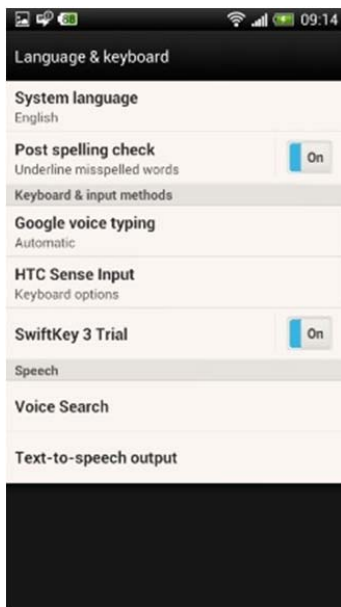 09:14
Language & keyboard
System language
English
Post spelling check
Underline misspelled words
On
Keyboard & input methods
Google voice typing
Automatic
HTC Sense Input
Keyboard options
SwiftKey 3 Trial
On
Speech
Voice Search
Text-to-speech output